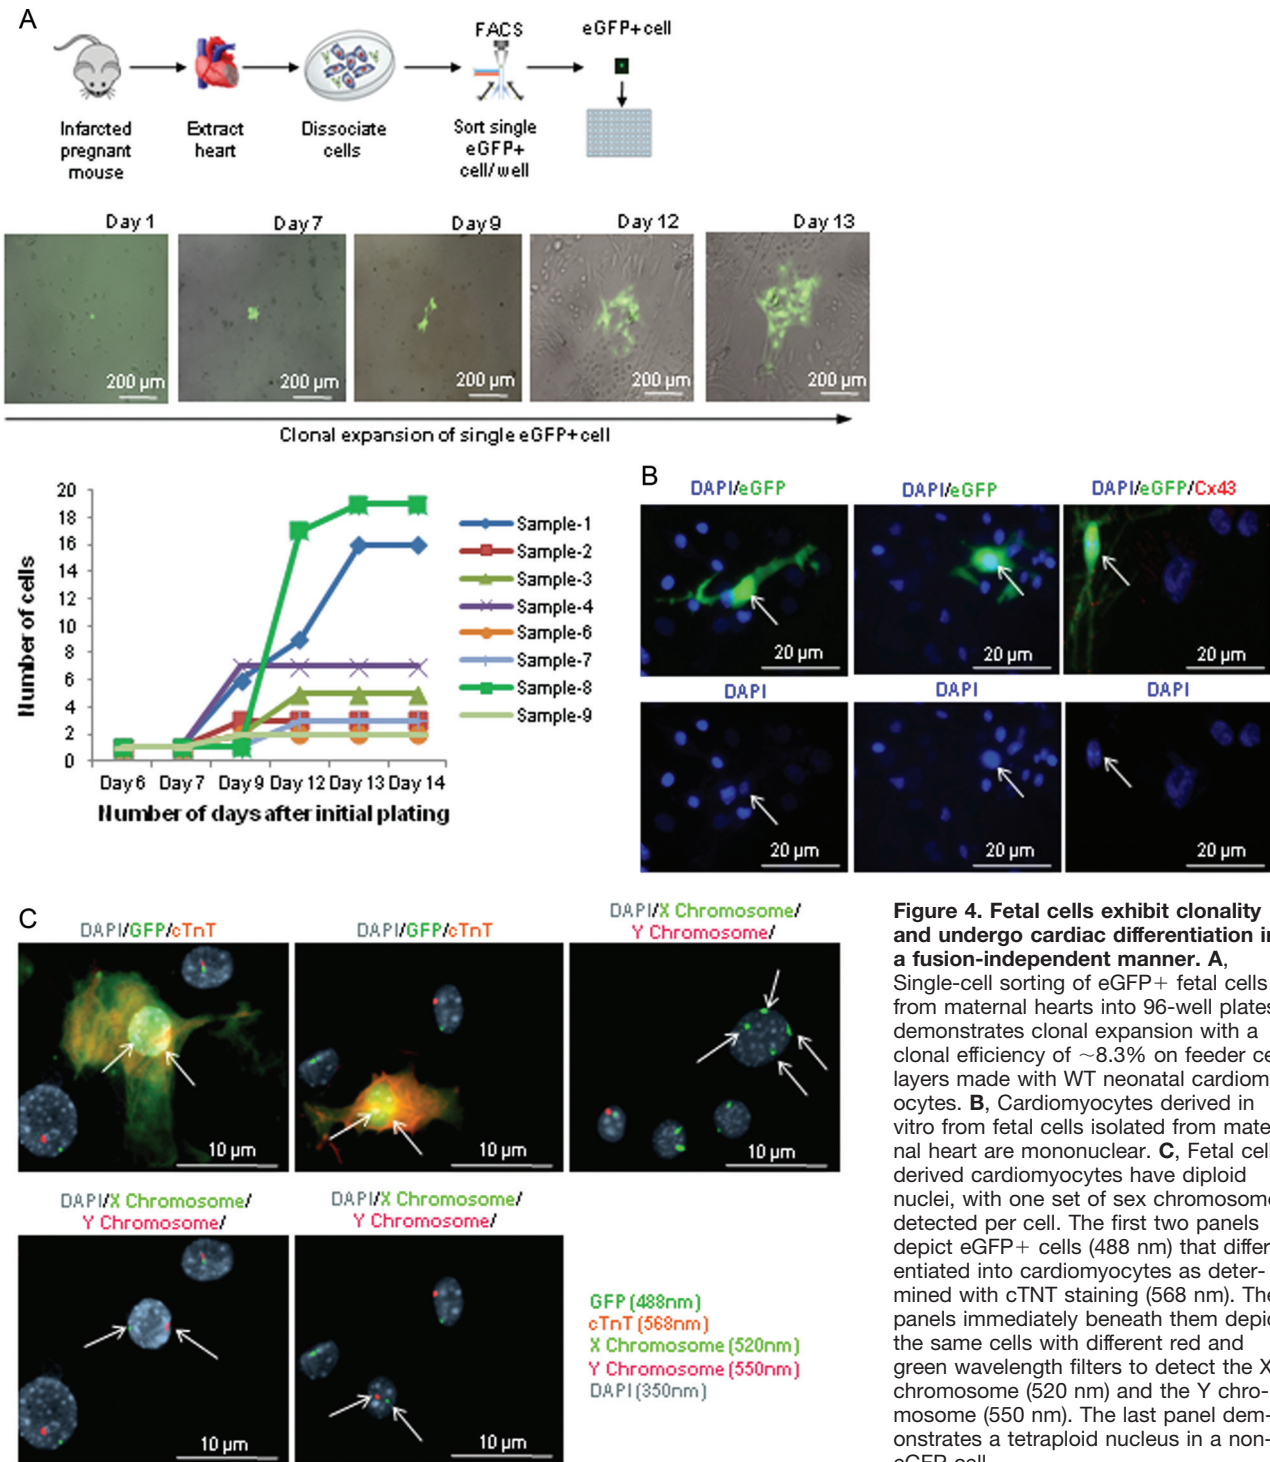 A
FACS
eGFP+cell
Infarcted
pregnant
mouse
Extract
heart
Dissociate
cells
Sort single
eGFP+
cell/well
Day 1
Day 7
Day 9
Day 12
Day 13
200 µm
200 µm
200 µm
200 µm
200 µm
Clonal expansion of single eGFP+cell
Number of cells
20
18
16
14
12
10
8
6
4
2
0
Day 6 Day 7 Day 9 Day 12 Day 13 Day 14
Number of days after initial plating
Sample-1
Sample-2
Sample-3
Sample-4
Sample-6
Sample-7
Sample-8
Sample-9
B
DAPI/eGFP
DAPI/eGFP
DAPI/eGFP/Cx43
20 µm
20 µm
20 µm
DAPI
DAPI
DAPI
20 µm
20 µm
20 µm
C
DAPI/GFP/cTnT
DAPI/GFP/cTnT
DAPI/X Chromosome/
Y Chromosome/
10 µm
10 µm
10 µm
DAPI/X Chromosome/
Y Chromosome/
DAPI/X Chromosome/
Y Chromosome/
10 µm
10 µm
GFP (488nm)
cTnT (568nm)
X Chromosome (520nm)
Y Chromosome (550nm)
DAPI (350nm)
Figure 4. Fetal cells exhibit clonality
and undergo cardiac differentiation in
a fusion-independent manner. A,
Single-cell sorting of eGFP+ fetal cells
from maternal hearts into 96-well plates
demonstrates clonal expansion with a
clonal efficiency of ~8.3% on feeder ce
layers made with WT neonatal cardiom
ocytes. B, Cardiomyocytes derived in
vitro from fetal cells isolated from mate
nal heart are mononuclear. C, Fetal cell
derived cardiomyocytes have diploid
nuclei, with one set of sex chromosome
detected per cell. The first two panels
depict eGFP+ cells (488 nm) that differ
entiated into cardiomyocytes as deter-
mined with cTNT staining (568 nm). The
panels immediately beneath them depic
the same cells with different red and
green wavelength filters to detect the X
chromosome (520 nm) and the Y chro-
mosome (550 nm). The last panel dem-
onstrates a tetraploid nucleus in a non-
eGFP cell